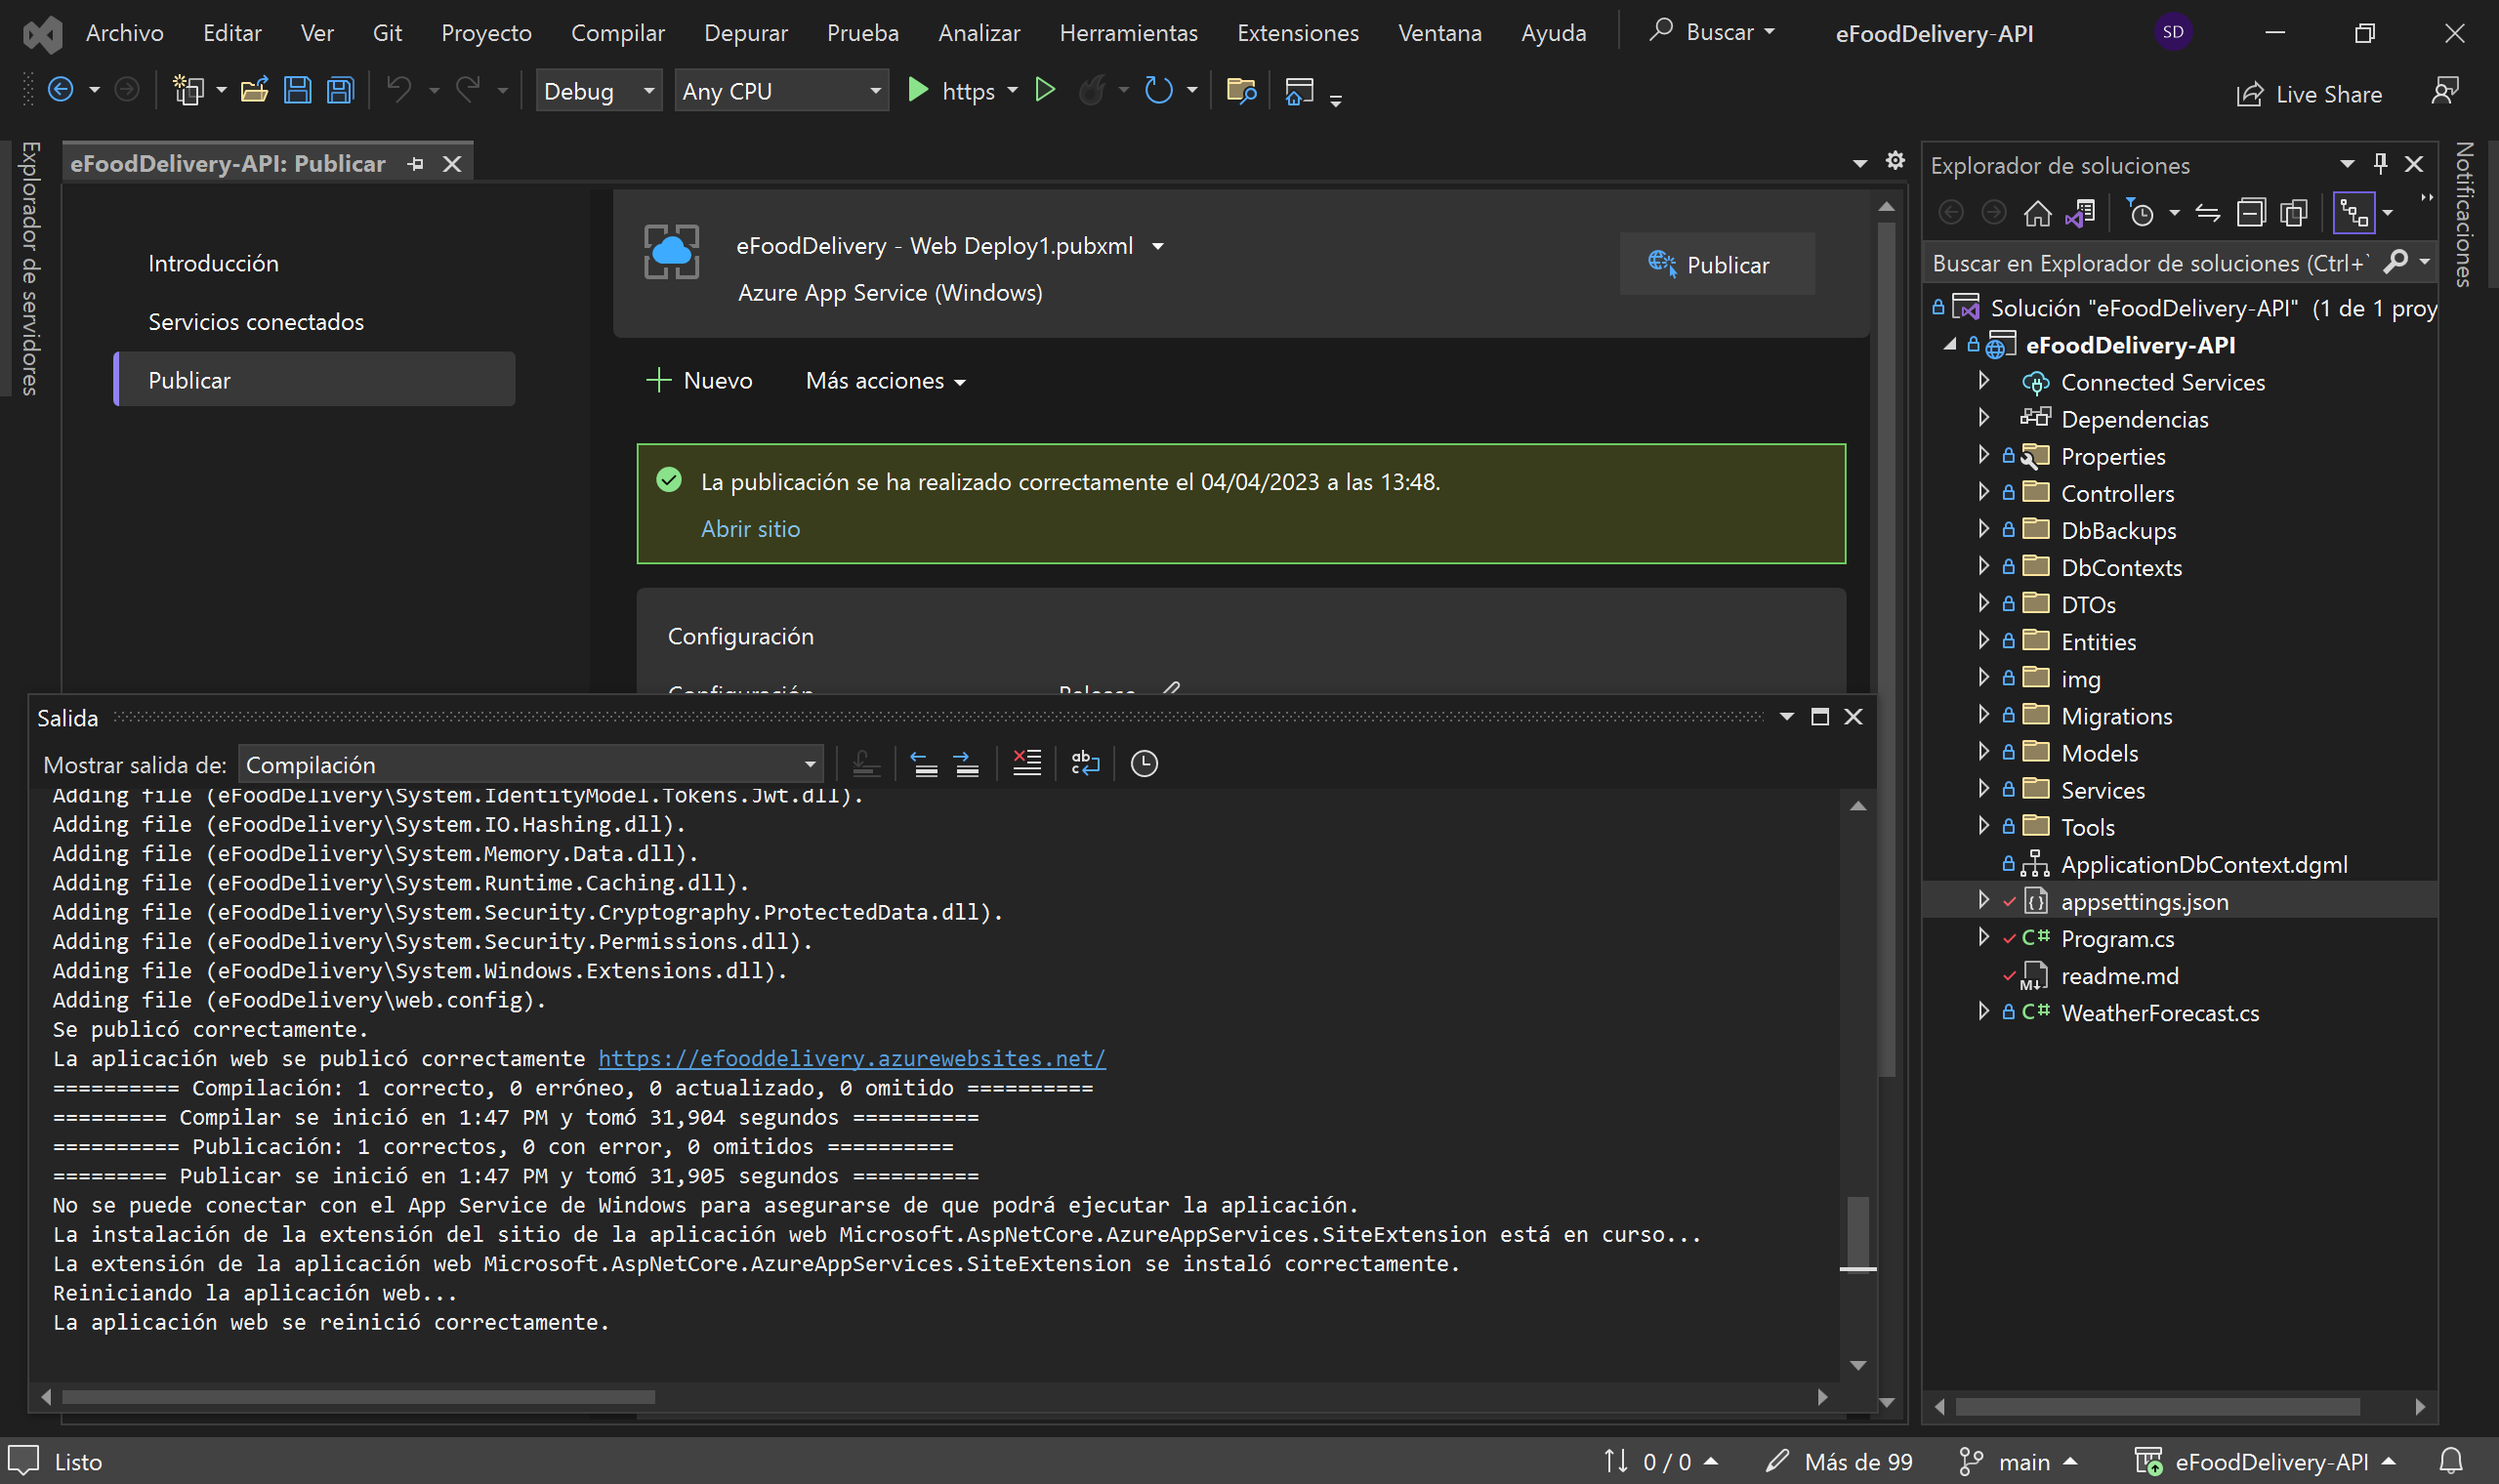 Archivo Editar Ver Git Proyecto Compilar Depurar Prueba Analizar Herramientas Extensiones Ventana Ayuda Buscar eFoodDelivery-API SD
Debug Any CPU https Live Share
Explorador de servidores
eFoodDelivery-API: Publicar
Introducción
Servicios conectados
Publicar
eFoodDelivery - Web Deploy1.pubxml
Azure App Service (Windows)
Publicar
Nuevo Más acciones
La publicación se ha realizado correctamente el 04/04/2023 a las 13:48.
Abrir sitio
Configuración
Configuración Release
Salida
Mostrar salida de: Compilación
Adding file (eFoodDelivery\System.IdentityModel.Tokens.Jwt.dll).
Adding file (eFoodDelivery\System.IO.Hashing.dll).
Adding file (eFoodDelivery\System.Memory.Data.dll).
Adding file (eFoodDelivery\System.Runtime.Caching.dll).
Adding file (eFoodDelivery\System.Security.Cryptography.ProtectedData.dll).
Adding file (eFoodDelivery\System.Security.Permissions.dll).
Adding file (eFoodDelivery\System.Windows.Extensions.dll).
Adding file (eFoodDelivery\web.config).
Se publicó correctamente.
La aplicación web se publicó correctamente https://efooddelivery.azurewebsites.net/
========== Compilación: 1 correcto, 0 erróneo, 0 actualizado, 0 omitido ==========
========= Compilar se inició en 1:47 PM y tomó 31,904 segundos ==========
========== Publicación: 1 correctos, 0 con error, 0 omitidos ==========
========= Publicar se inició en 1:47 PM y tomó 31,905 segundos ==========
No se puede conectar con el App Service de Windows para asegurarse de que podrá ejecutar la aplicación.
La instalación de la extensión del sitio de la aplicación web Microsoft.AspNetCore.AzureAppServices.SiteExtension está en curso...
La extensión de la aplicación web Microsoft.AspNetCore.AzureAppServices.SiteExtension se instaló correctamente.
Reiniciando la aplicación web...
La aplicación web se reinició correctamente.
Explorador de soluciones
Buscar en Explorador de soluciones (Ctrl+
Solución "eFoodDelivery-API" (1 de 1 proy
eFoodDelivery-API
Connected Services
Dependencias
Properties
Controllers
DbBackups
DbContexts
DTOs
Entities
img
Migrations
Models
Services
Tools
ApplicationDbContext.dgml
appsettings.json
C# Program.cs
readme.md
C# WeatherForecast.cs
Notificaciones
Listo 0 / 0 Más de 99 main eFoodDelivery-API